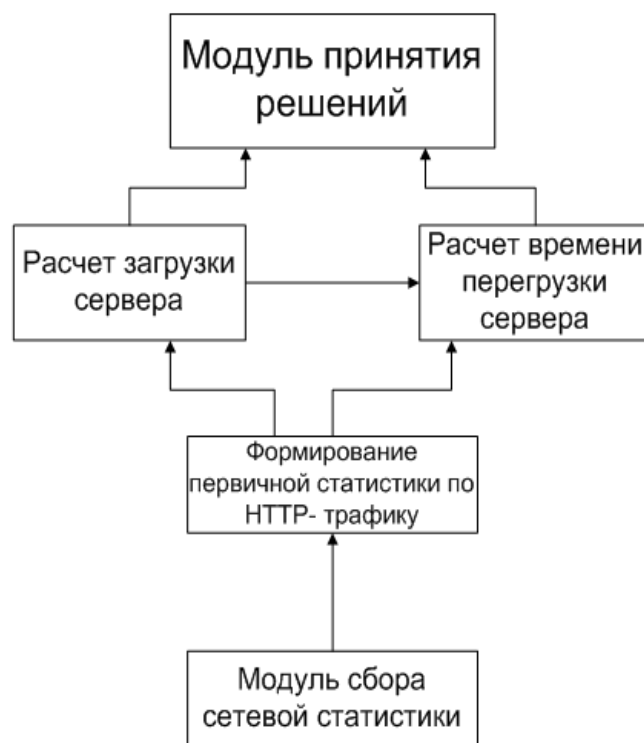 Модуль принятия
решений
Расчет загрузки
сервера
Расчет времени
перегрузки
сервера
Формирование
первичной статистики по
HTTP- трафику
Модуль сбора
сетевой статистики